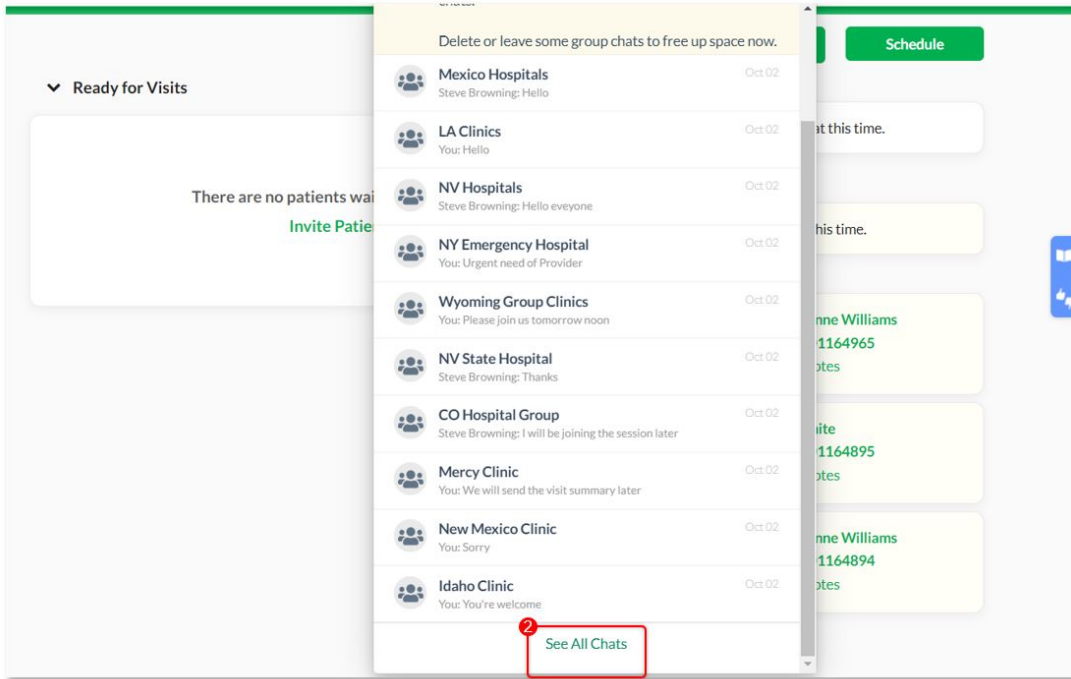 chats.
Delete or leave some group chats to free up space now.
Schedule
Ready for Visits
There are no patients wai
Invite Patie
Mexico Hospitals
Oct 02
Steve Browning: Hello
LA Clinics
Oct 02
You: Hello
NV Hospitals
Oct 02
Steve Browning: Hello eveyone
NY Emergency Hospital
Oct 02
You: Urgent need of Provider
Wyoming Group Clinics
Oct 02
You: Please join us tomorrow noon
NV State Hospital
Oct 02
Steve Browning: Thanks
CO Hospital Group
Oct 02
Steve Browning: I will be joining the session later
Mercy Clinic
Oct 02
You: We will send the visit summary later
New Mexico Clinic
Oct 02
You: Sorry
Idaho Clinic
Oct 02
You: You're welcome
2
See All Chats
at this time.
his time.
nne Williams
1164965
otes
ite
1164895
otes
nne Williams
1164894
otes